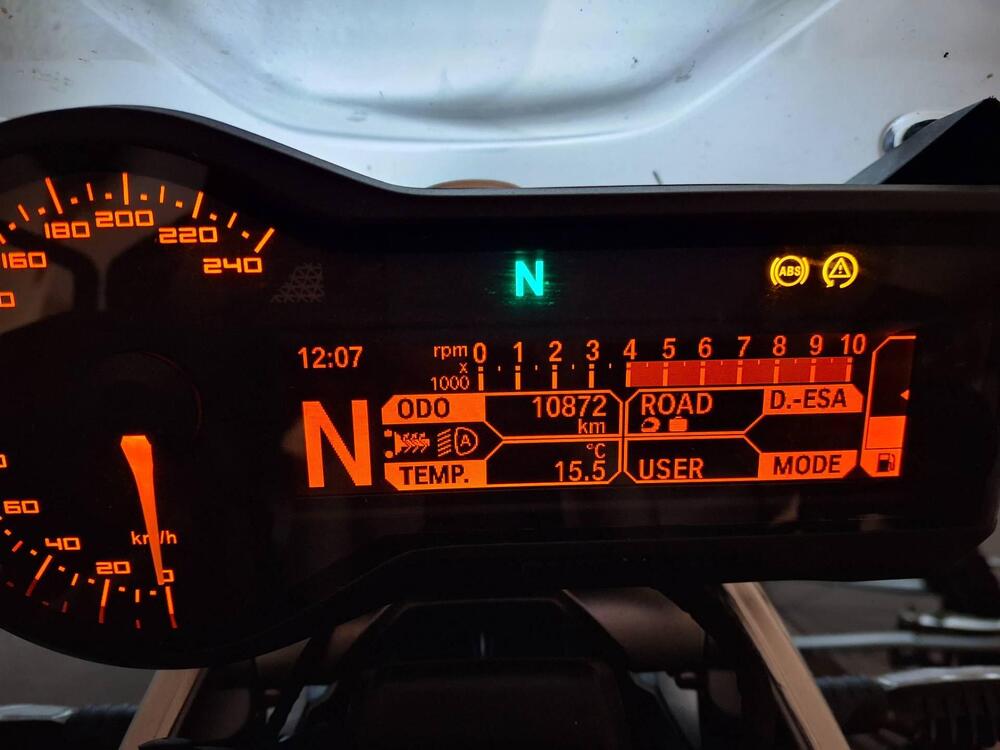 180 200
220
160
240
N
ABS
12:07
rpm 0 1 2 3 4 5 6 7 8 9 10
x
1000
N
ODO 10872
km
ROAD D.-ESA
A
°C
TEMP. 15.5
USER MODE
60
40
20
0
km/h